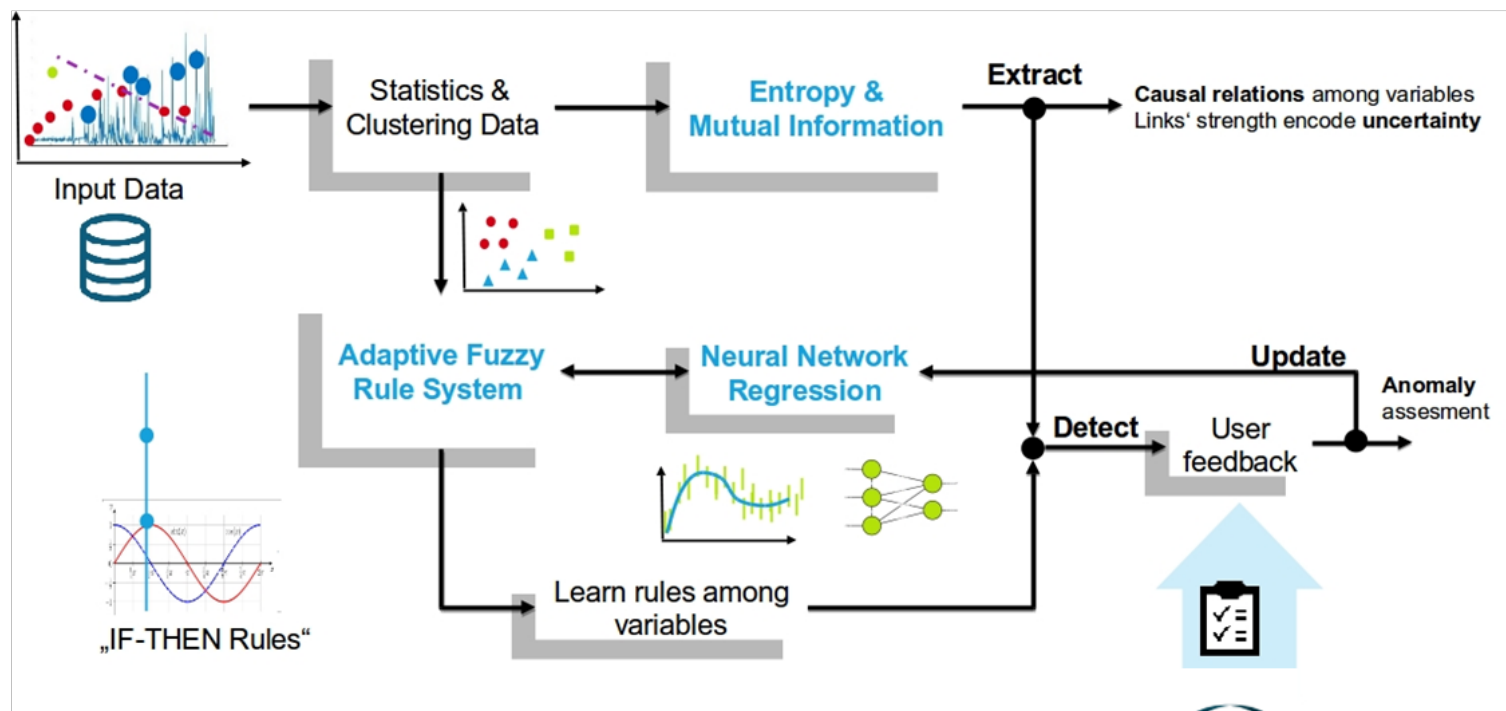 Extract
Statistics &
Clustering Data
Entropy &
Mutual Information
Causal relations among variables
Links‘ strength encode uncertainty
Input Data
Adaptive Fuzzy
Rule System
Neural Network
Regression
Update
Anomaly
assesment
Detect
User
feedback
Learn rules among
variables
„IF-THEN Rules“